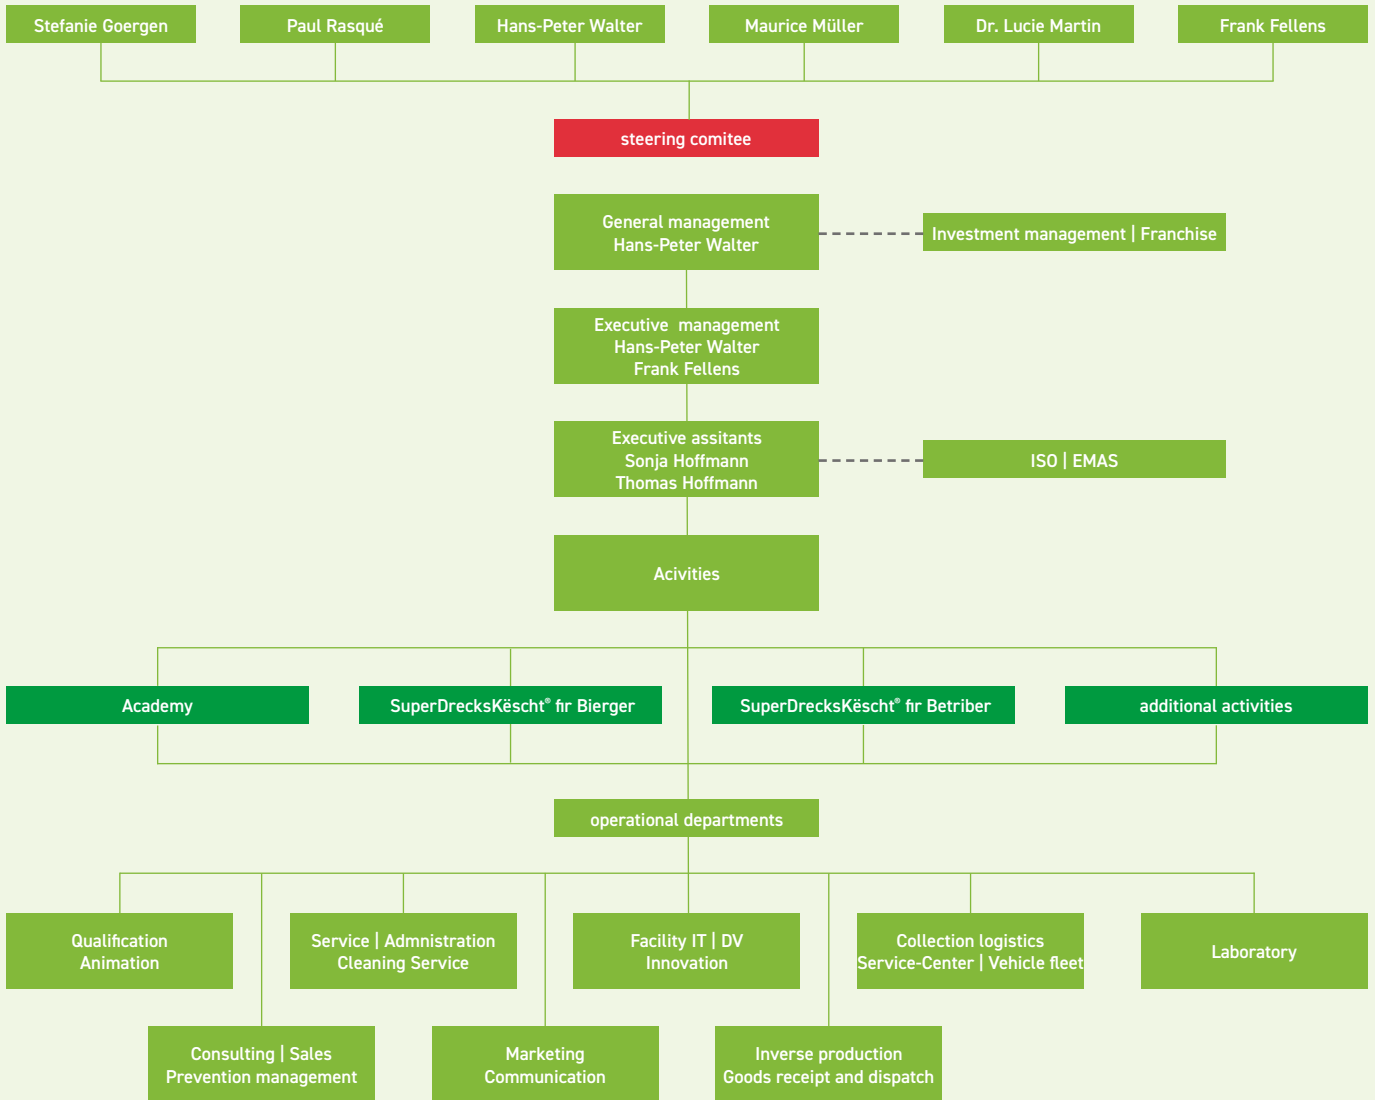 Stefanie Goergen
Paul Rasqué
Hans-Peter Walter
Maurice Müller
Dr. Lucie Martin
Frank Fellens
steering comitee
General management
Hans-Peter Walter
Investment management | Franchise
Executive management
Hans-Peter Walter
Frank Fellens
Executive assitants
Sonja Hoffmann
Thomas Hoffmann
ISO | EMAS
Acivities
Academy
SuperDrecksKëscht® fir Bierger
SuperDrecksKëscht® fir Betriber
additional activities
operational departments
Qualification
Animation
Service | Admnistration
Cleaning Service
Facility IT | DV
Innovation
Collection logistics
Service-Center | Vehicle fleet
Laboratory
Consulting | Sales
Prevention management
Marketing
Communication
Inverse production
Goods receipt and dispatch